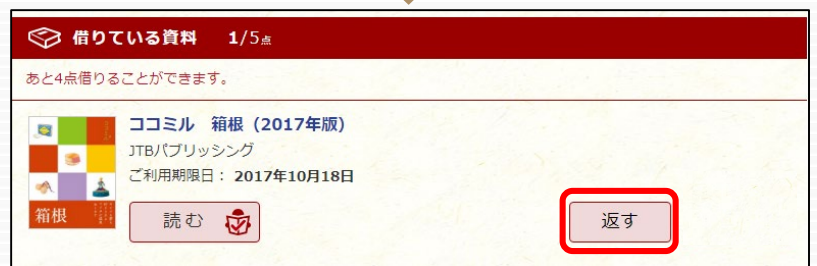 借りている資料 1/5点
あと4点借りることができます。
ココミル 箱根（2017年版）
JTBパブリッシング
ご利用期限日： 2017年10月18日
箱根
読む
返す